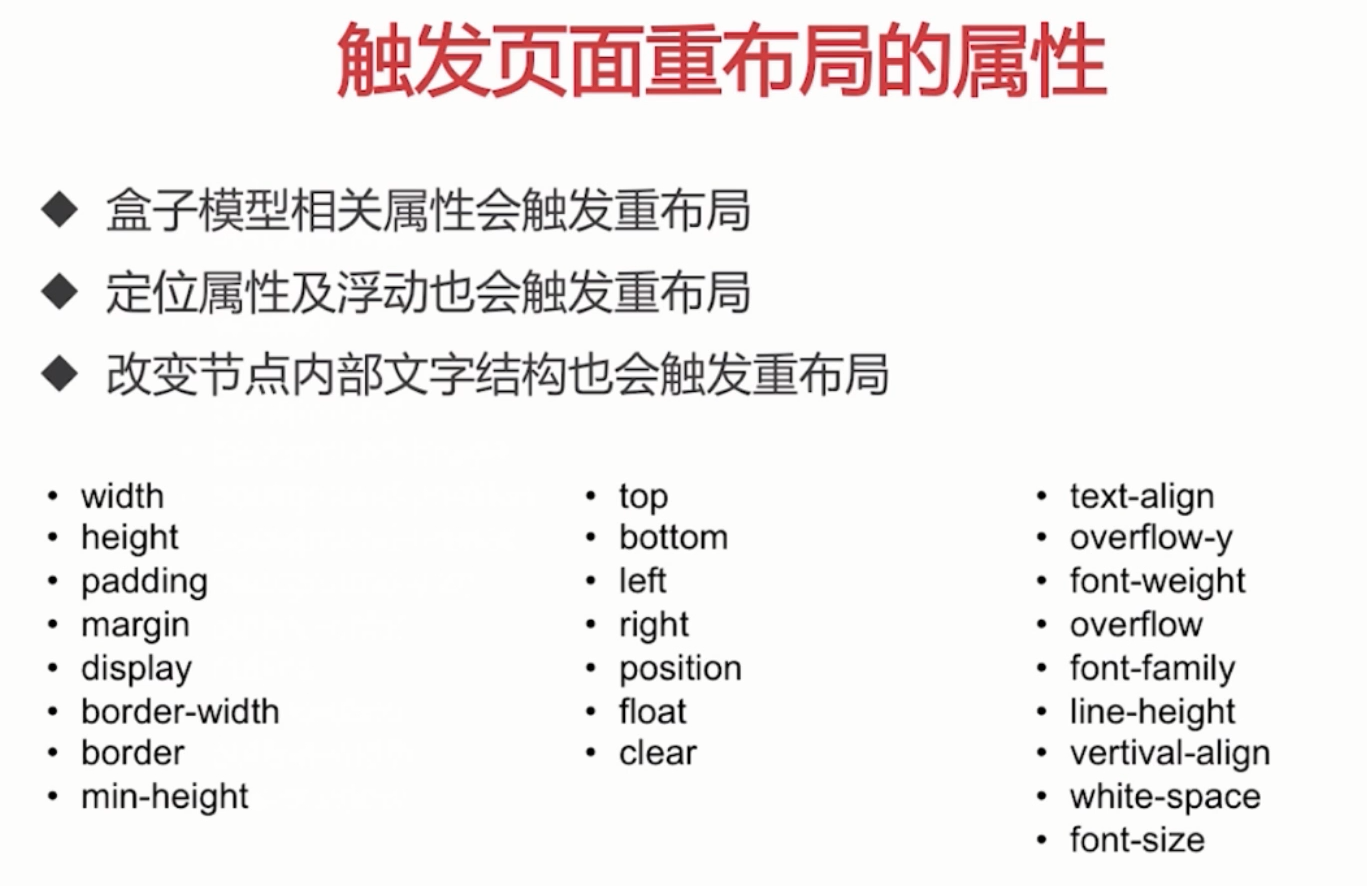 触发页面重布局的属性
◆ 盒子模型相关属性会触发重布局
◆ 定位属性及浮动也会触发重布局
◆ 改变节点内部文字结构也会触发重布局
• width
• height
• padding
• margin
• display
• border-width
• border
• min-height
• top
• bottom
• left
• right
• position
• float
• clear
• text-align
• overflow-y
• font-weight
• overflow
• font-family
• line-height
• vertival-align
• white-space
• font-size